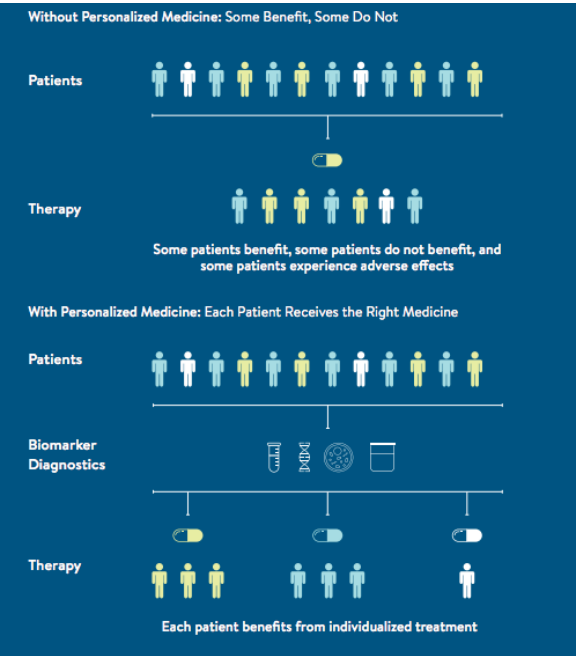 Without Personalized Medicine: Some Benefit, Some Do Not
Patients
Therapy
Some patients benefit, some patients do not benefit, and
some patients experience adverse effects
With Personalized Medicine: Each Patient Receives the Right Medicine
Patients
Biomarker
Diagnostics
Therapy
Each patient benefits from individualized treatment